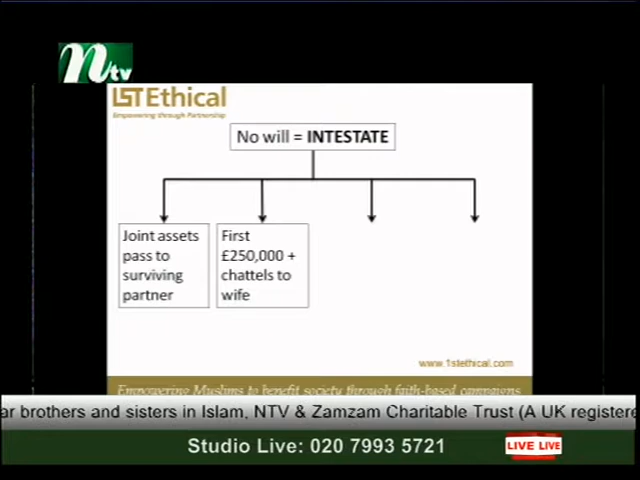 ntv
1STEthical
Empowering through Partnership
No will = INTESTATE
Joint assets
pass to
surviving
partner
First
£250,000 +
chattels to
wife
www.1stethical.com
Empowering Muslims to benefit society through faith-based campaigns
ar brothers and sisters in Islam, NTV & Zamzam Charitable Trust (A UK registere
Studio Live: 020 7993 5721
LIVE LIVE